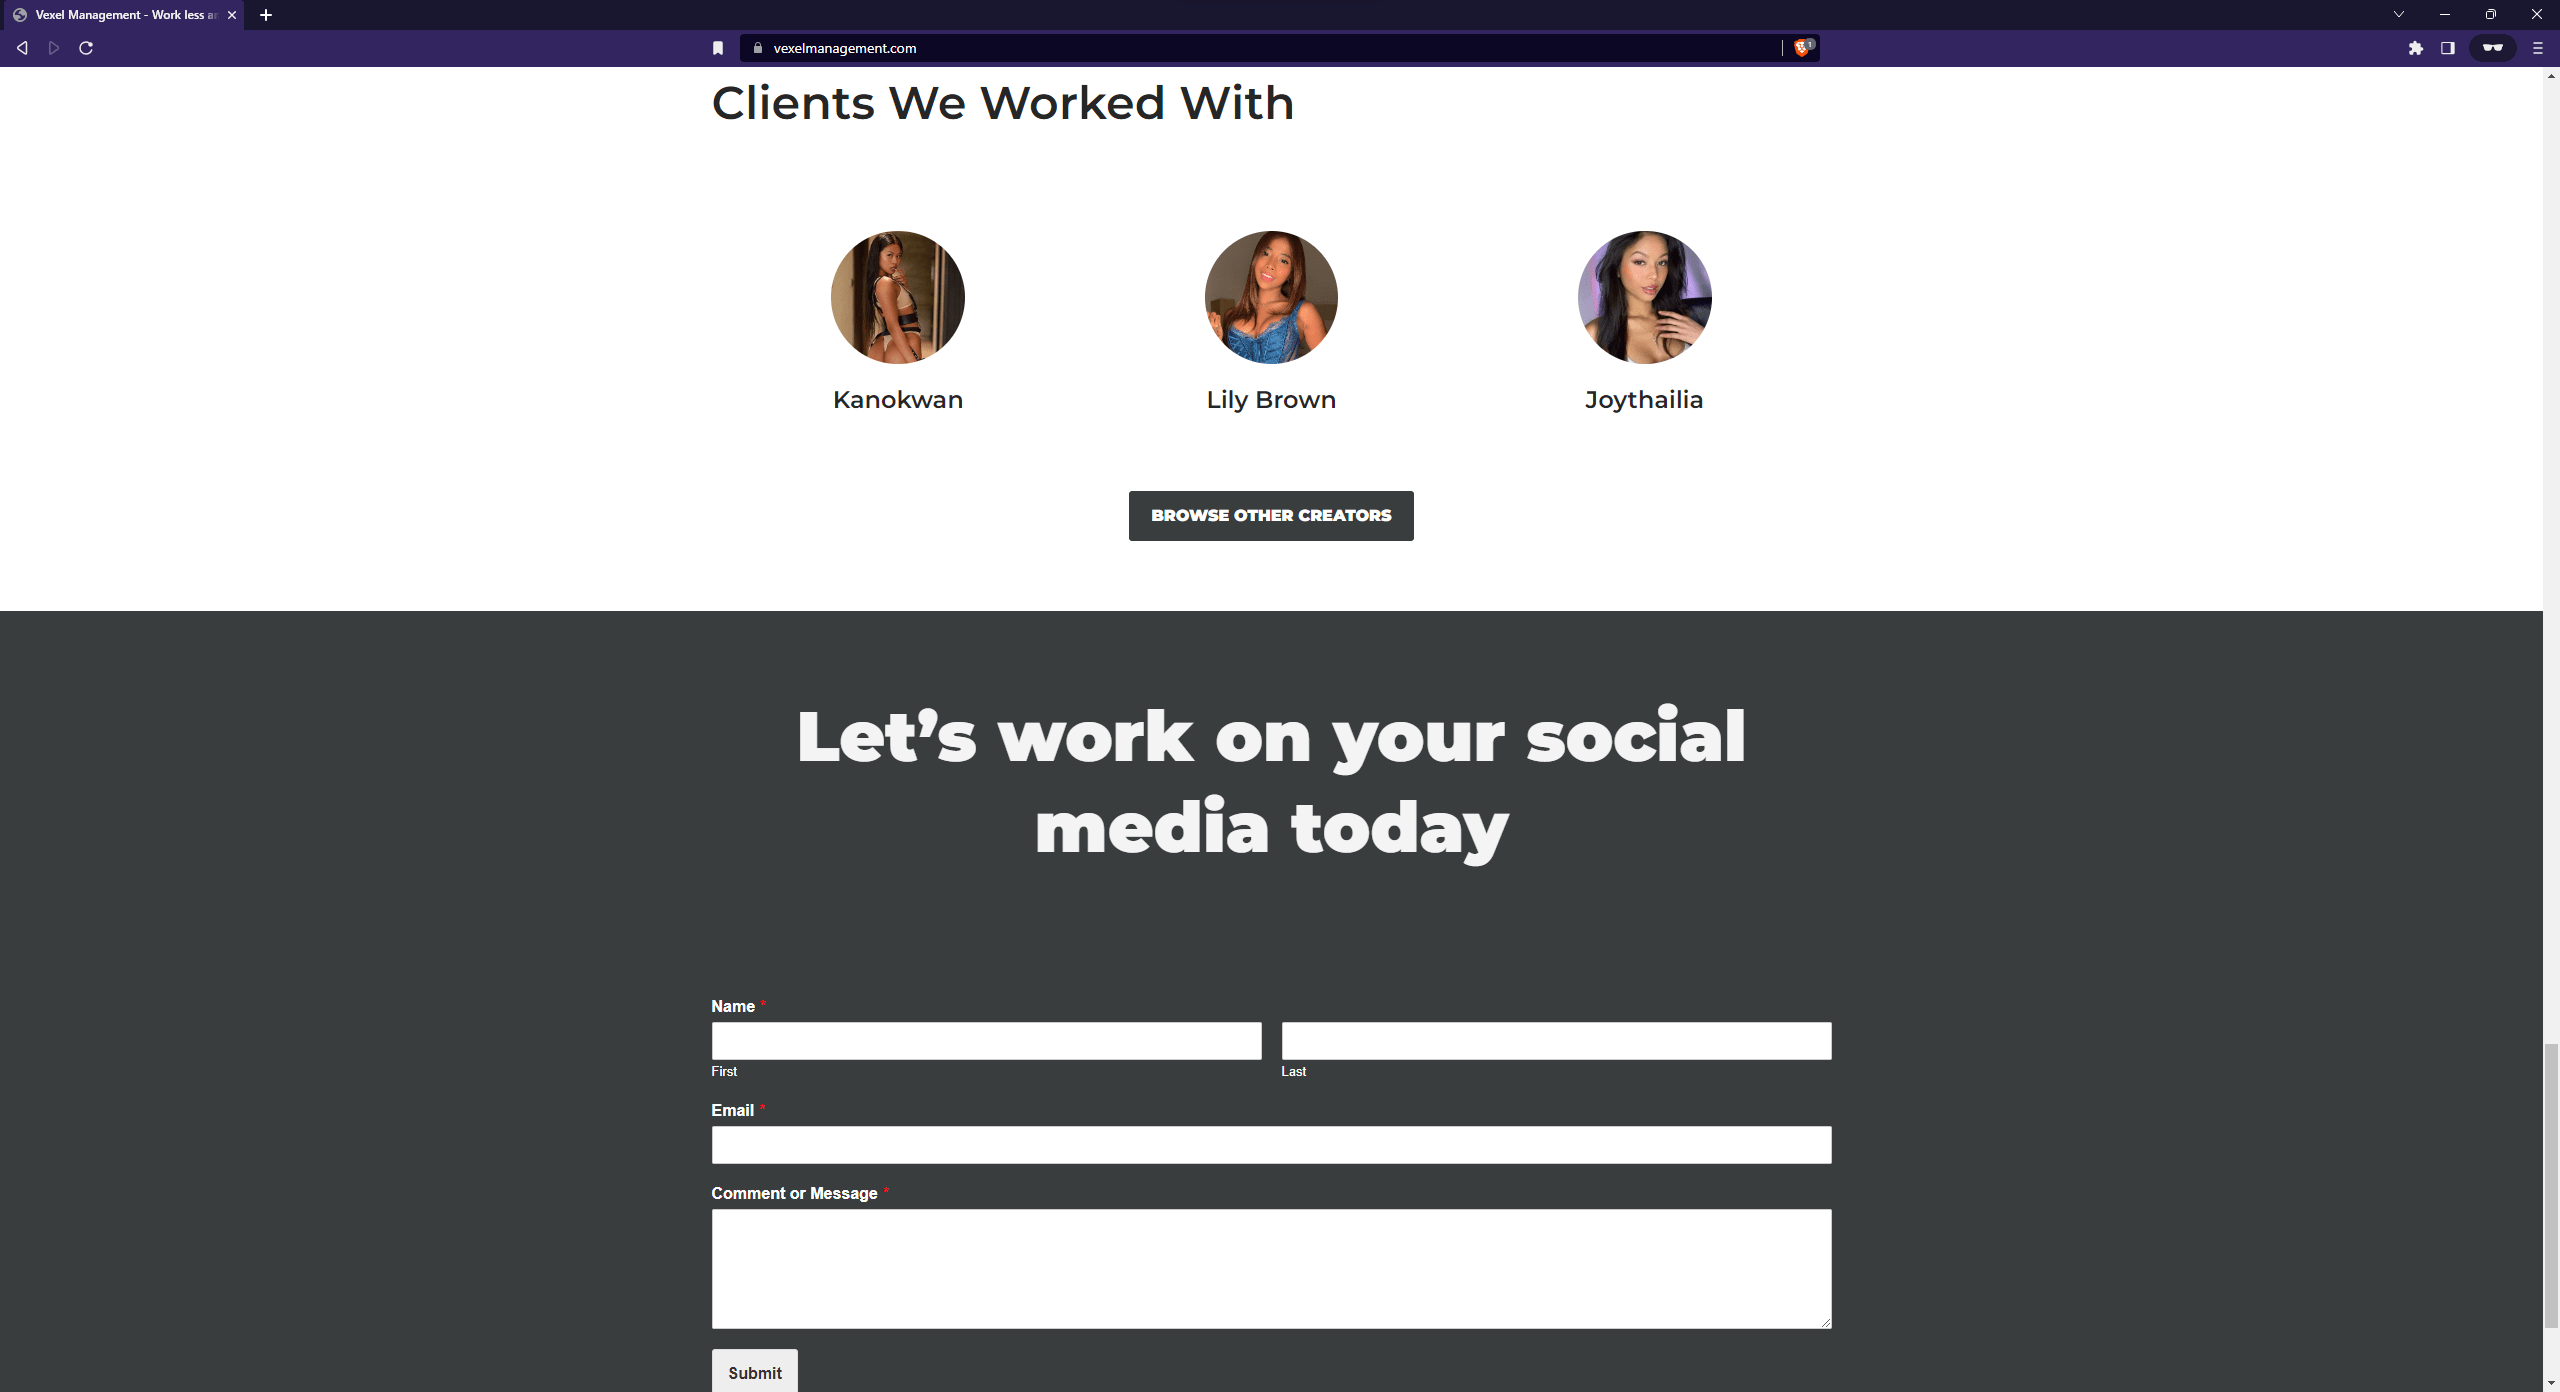 Vexel Management - Work less a
vexelmanagement.com
1
Clients We Worked With
Kanokwan
Lily Brown
Joythailia
BROWSE OTHER CREATORS
Let’s work on your social
media today
Name *
First
Last
Email *
Comment or Message *
Submit